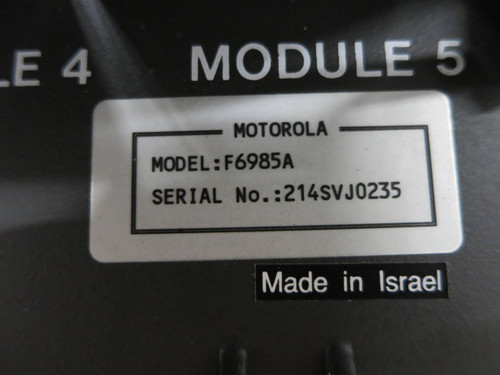 LE 4 MODULE 5
MOTOROLA
MODEL:F6985A
SERIAL No.:214SVJ0235
Made in Israel